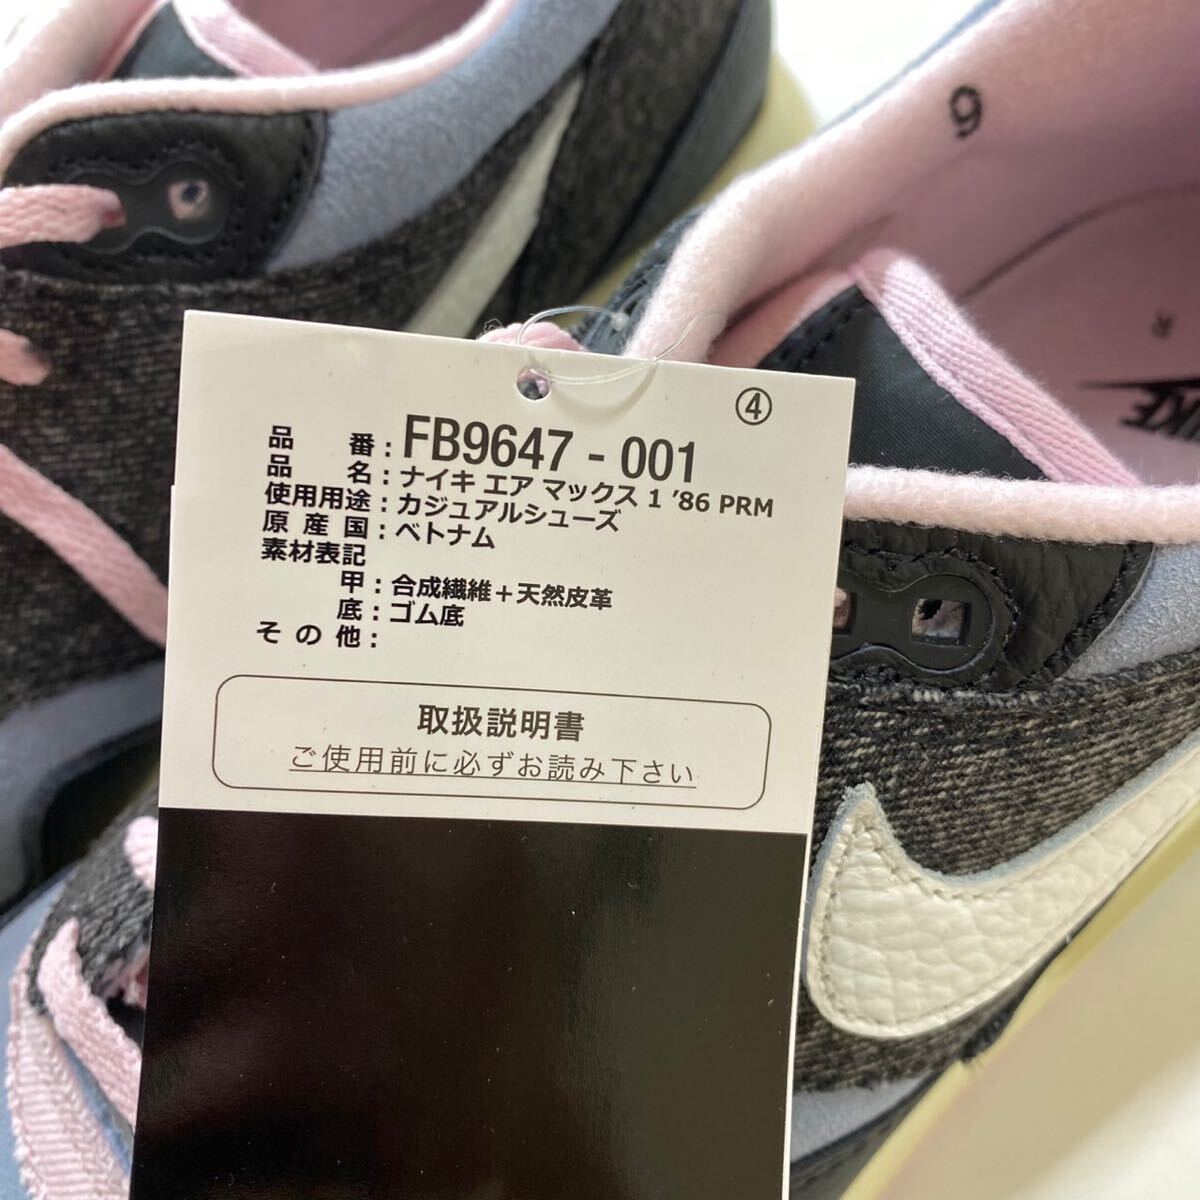 ④
品番:FB9647-001
品名:ナイキ エア マックス 1 '86 PRM
使用用途:カジュアルシューズ
原産国:ベトナム
素材表記
甲:合成繊維+天然皮革
底:ゴム底
その他:
取扱説明書
ご使用前に必ずお読み下さい
9
R
NIKE